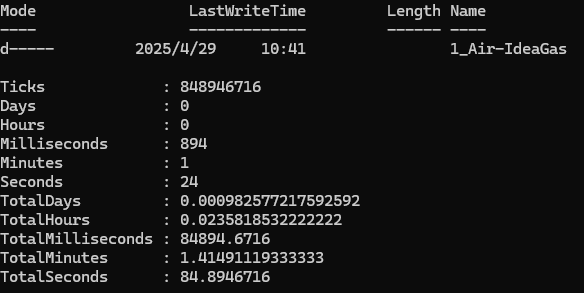 Mode                 LastWriteTime         Length Name
----                 -------------         ------ ----
d-----         2025/4/29     10:41                1_Air-IdeaGas
Ticks             : 848946716
Days              : 0
Hours             : 0
Milliseconds      : 894
Minutes           : 1
Seconds           : 24
TotalDays         : 0.000982577217592592
TotalHours        : 0.0235818532222222
TotalMilliseconds : 84894.6716
TotalMinutes      : 1.41491119333333
TotalSeconds      : 84.8946716